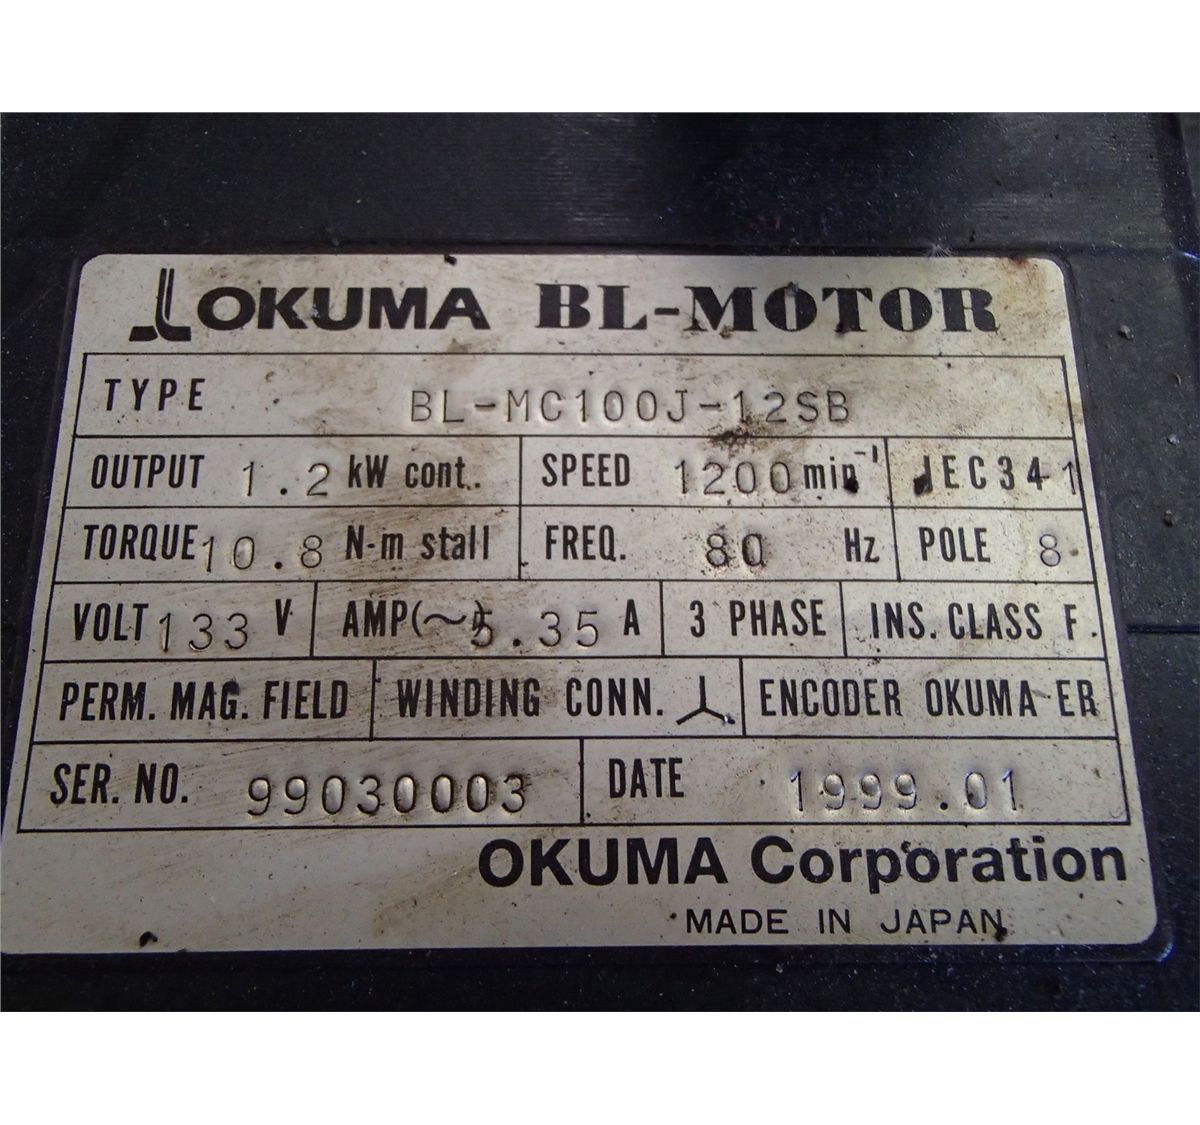 OKUMA BL-MOTOR
TYPE BL-MC100J-12SB
OUTPUT 1.2 kW cont. SPEED 1200 min⁻¹ IEC34-1
TORQUE 10.8 N-m stall FREQ. 80 Hz POLE 8
VOLT 133 V AMP(~) 5.35 A 3 PHASE INS. CLASS F.
PERM. MAG. FIELD WINDING CONN. ENCODER OKUMA-ER
SER. NO. 99030003 DATE 1999.01
OKUMA Corporation
MADE IN JAPAN